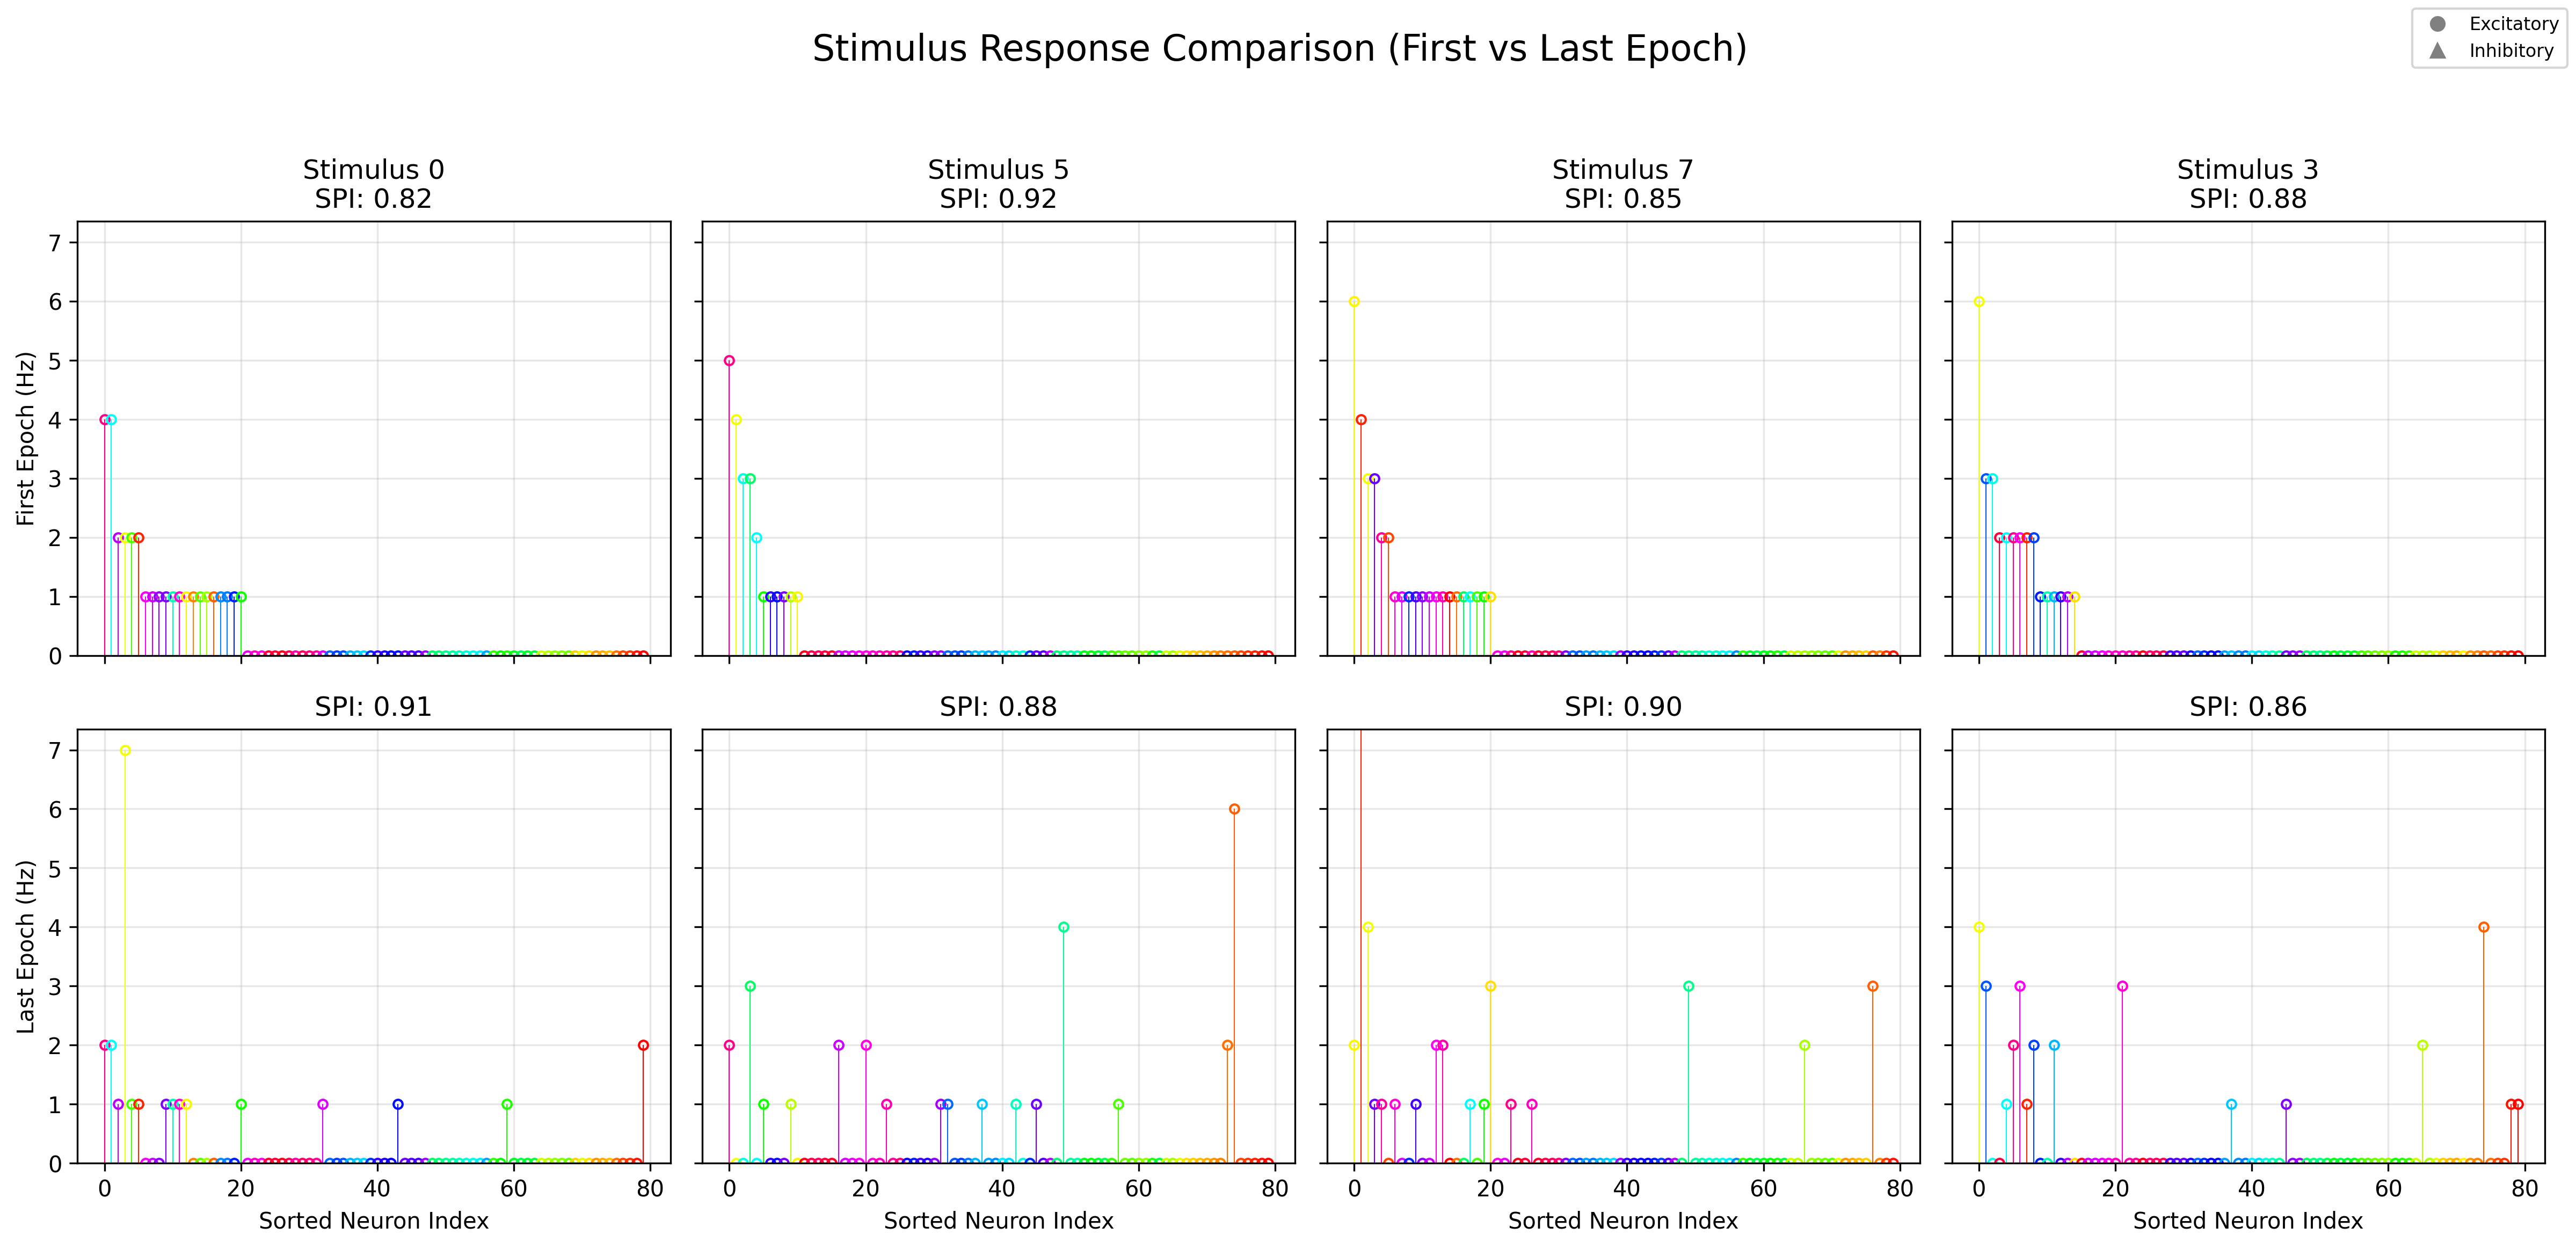 Stimulus Response Comparison (First vs Last Epoch)
Excitatory
Inhibitory
Stimulus 0
SPI: 0.82
Stimulus 5
SPI: 0.92
Stimulus 7
SPI: 0.85
Stimulus 3
SPI: 0.88
First Epoch (Hz)
7
6
5
4
3
2
1
0
SPI: 0.91
SPI: 0.88
SPI: 0.90
SPI: 0.86
Last Epoch (Hz)
7
6
5
4
3
2
1
0
0 20 40 60 80
0 20 40 60 80
0 20 40 60 80
0 20 40 60 80
Sorted Neuron Index
Sorted Neuron Index
Sorted Neuron Index
Sorted Neuron Index